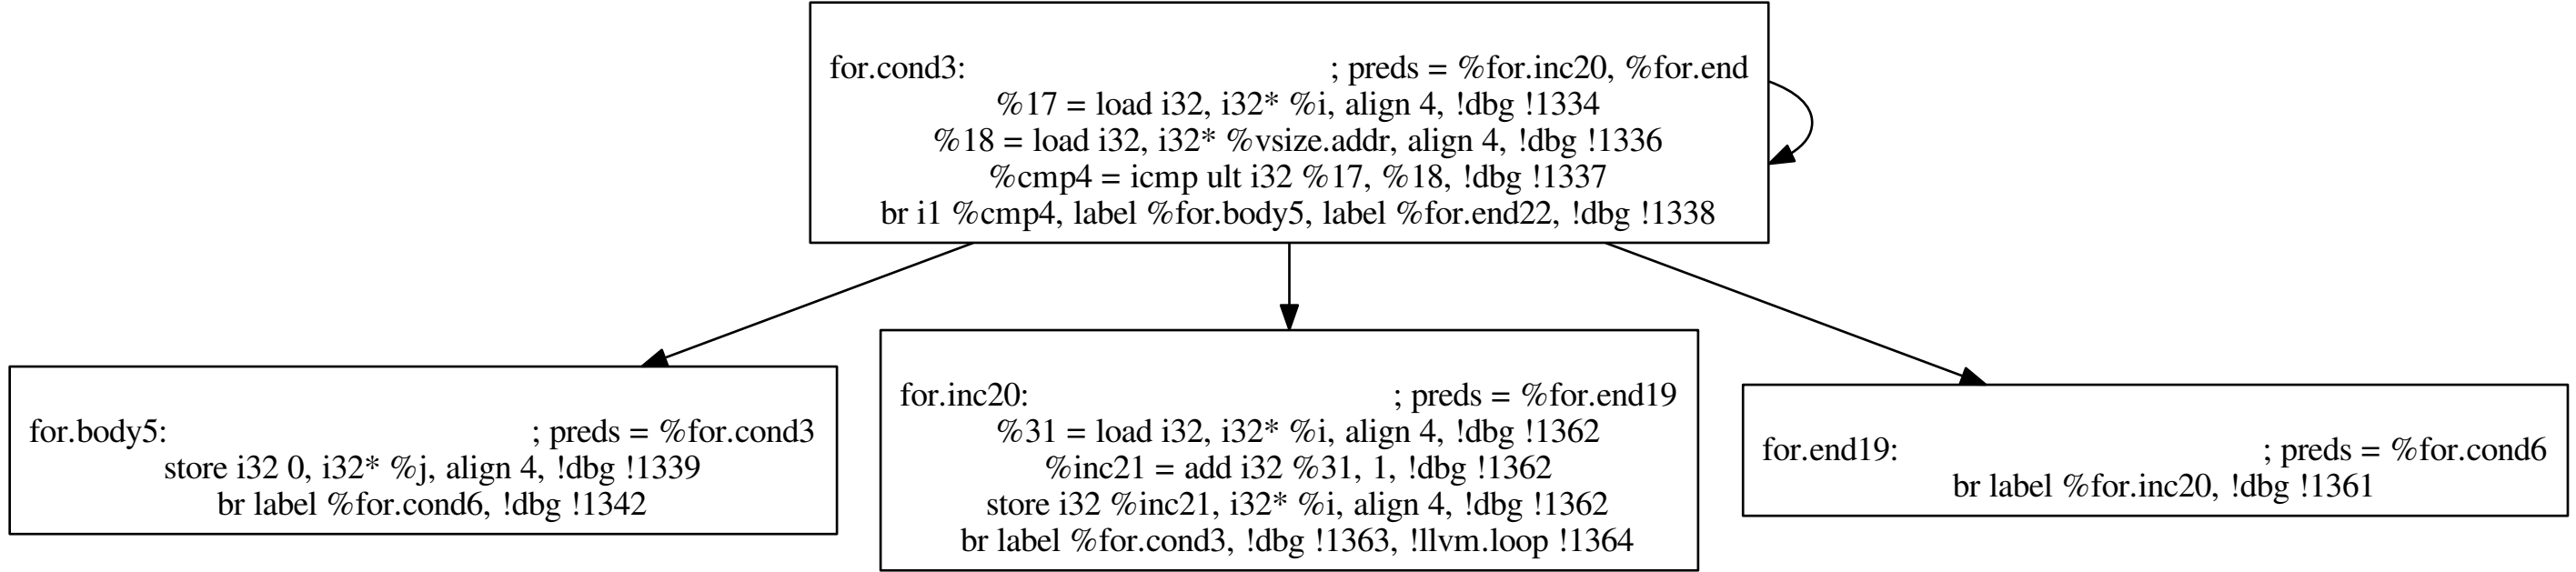 for.cond3: ; preds = %for.inc20, %for.end
%17 = load i32, i32* %i, align 4, !dbg !1334
%18 = load i32, i32* %vsize.addr, align 4, !dbg !1336
%cmp4 = icmp ult i32 %17, %18, !dbg !1337
br i1 %cmp4, label %for.body5, label %for.end22, !dbg !1338
for.body5: ; preds = %for.cond3
store i32 0, i32* %j, align 4, !dbg !1339
br label %for.cond6, !dbg !1342
for.inc20: ; preds = %for.end19
%31 = load i32, i32* %i, align 4, !dbg !1362
%inc21 = add i32 %31, 1, !dbg !1362
store i32 %inc21, i32* %i, align 4, !dbg !1362
br label %for.cond3, !dbg !1363, !llvm.loop !1364
for.end19: ; preds = %for.cond6
br label %for.inc20, !dbg !1361